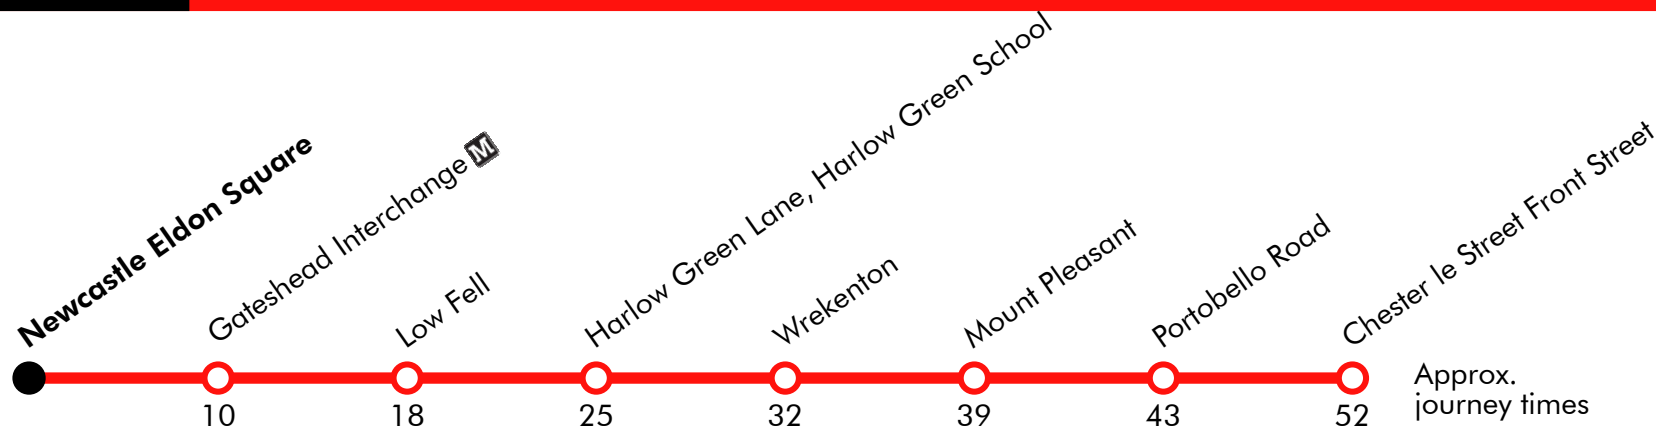 Newcastle Eldon Square
Gateshead Interchange M
Low Fell
Harlow Green Lane, Harlow Green School
Wrekenton
Mount Pleasant
Portobello Road
Chester le Street Front Street
10 18 25 32 39 43 52
Approx.
journey times